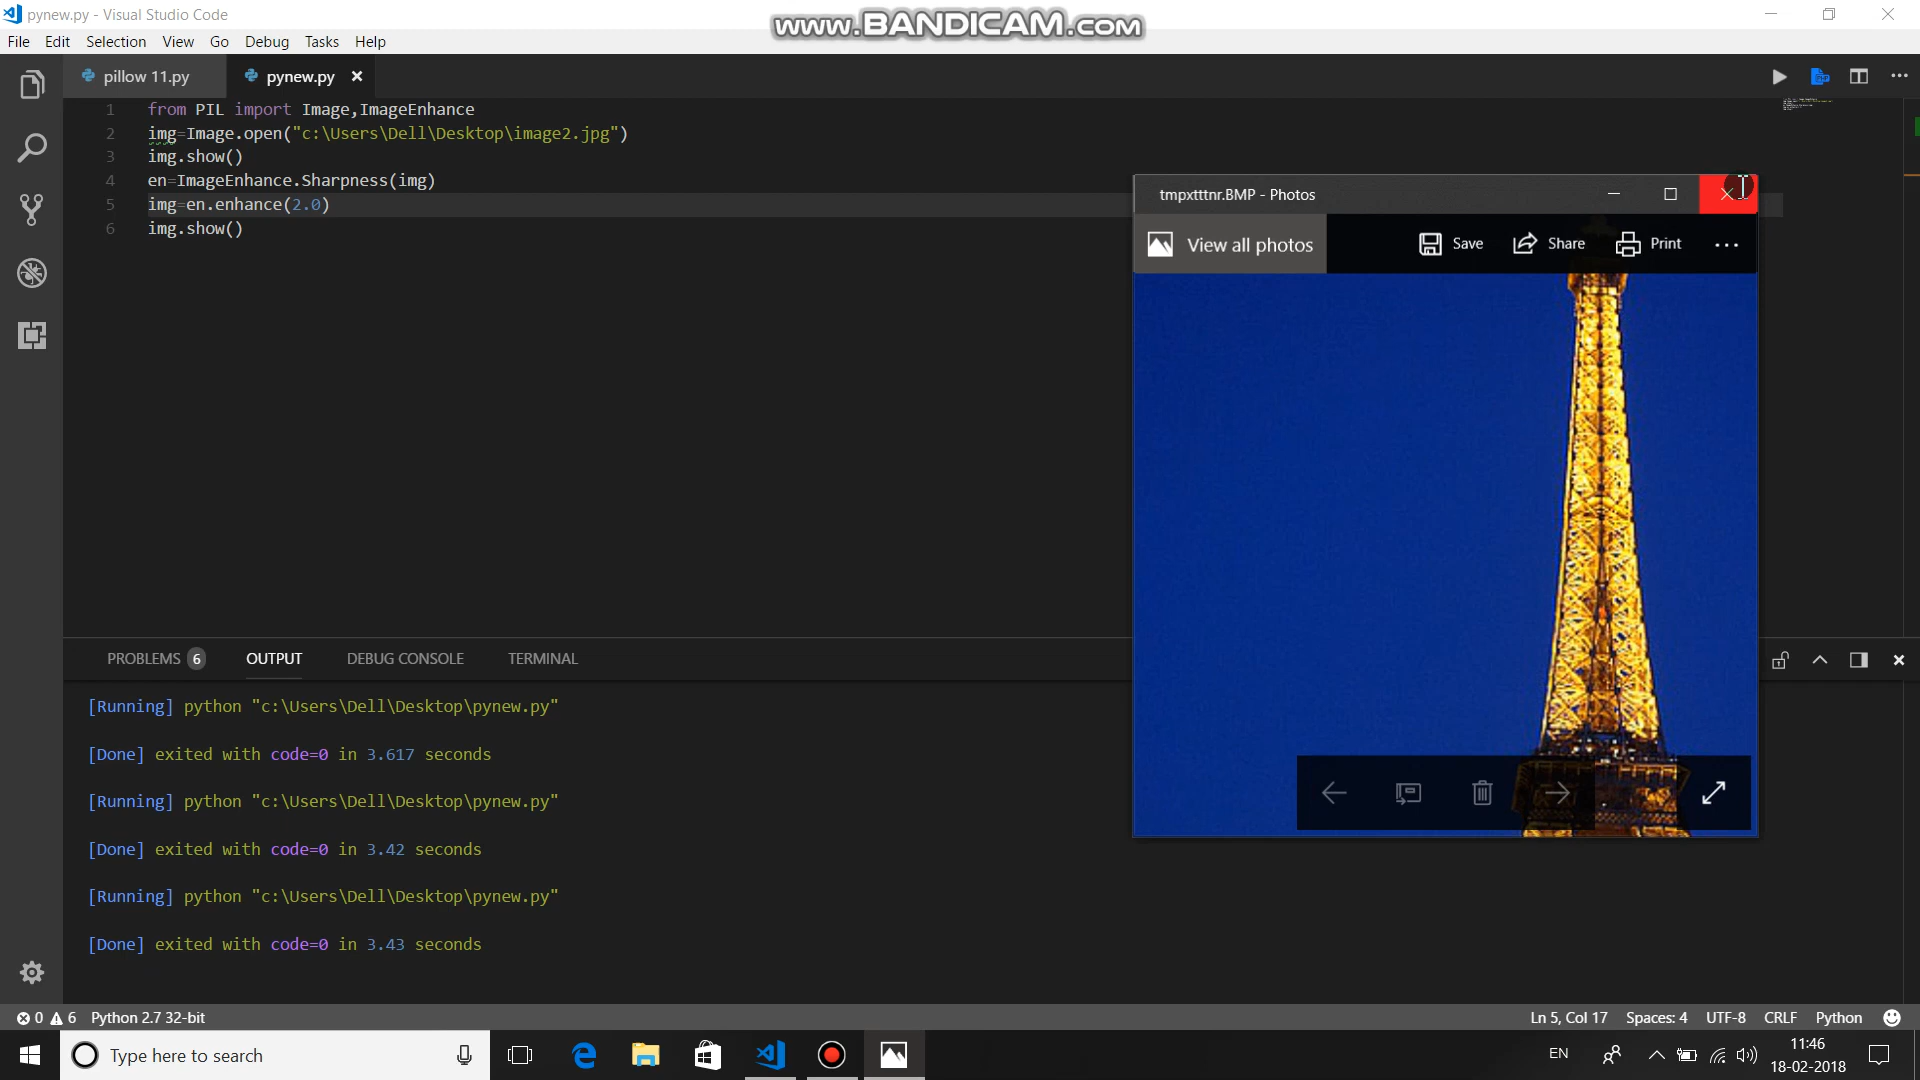 pynew.py - Visual Studio Code
www.BANDICAM.com
File Edit Selection View Go Debug Tasks Help
pillow 11.py
pynew.py
1 from PIL import Image,ImageEnhance
2 img=Image.open("c:\Users\Dell\Desktop\image2.jpg")
3 img.show()
4 en=ImageEnhance.Sharpness(img)
5 img=en.enhance(2.0)
6 img.show()
tmpxtttnr.BMP - Photos
View all photos
Save
Share
Print
PROBLEMS 6 OUTPUT DEBUG CONSOLE TERMINAL
[Running] python "c:\Users\Dell\Desktop\pynew.py"
[Done] exited with code=0 in 3.617 seconds
[Running] python "c:\Users\Dell\Desktop\pynew.py"
[Done] exited with code=0 in 3.42 seconds
[Running] python "c:\Users\Dell\Desktop\pynew.py"
[Done] exited with code=0 in 3.43 seconds
0 6 Python 2.7 32-bit
Ln 5, Col 17 Spaces: 4 UTF-8 CRLF Python
Type here to search
EN
11:46
18-02-2018